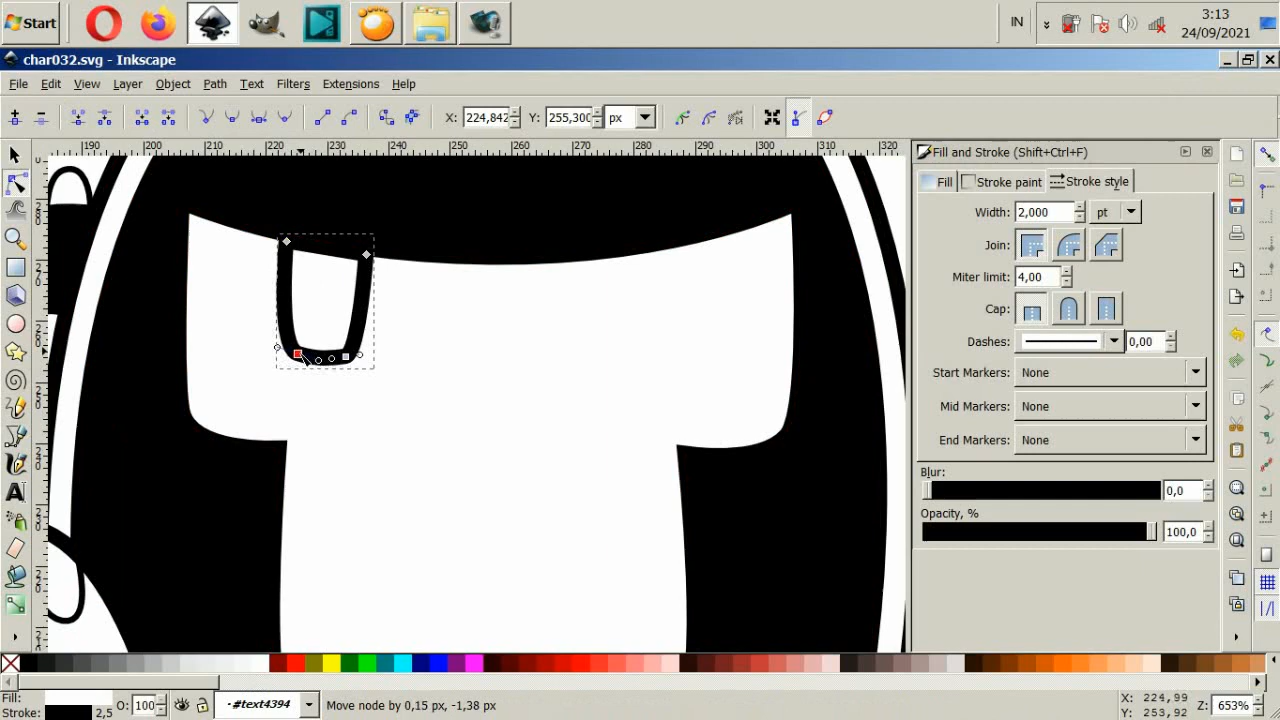 Start
IN
3:13
24/09/2021
char032.svg - Inkscape
File Edit View Layer Object Path Text Filters Extensions Help
X: 224,842 Y: 255,300 px
190 200 210 220 230 240 250 260 270 280 290 300 310 320
Fill and Stroke (Shift+Ctrl+F)
Fill Stroke paint Stroke style
Width: 2,000 pt
Join:
Miter limit: 4,00
Cap:
Dashes: 0,00
Start Markers: None
Mid Markers: None
End Markers: None
Blur:
0,0
Opacity, %
100,0
Fill:
Stroke: 2,5
O: 100
·#text4394
Move node by 0,15 px, -1,38 px
X: 224,99
Y: 253,92
Z: 653%